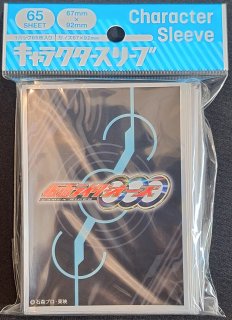 65
SHEET
67mm
×
92mm
Character
Sleeve
キャラクタースリーブ
仮面ライダーオーズ
©石森プロ・東映